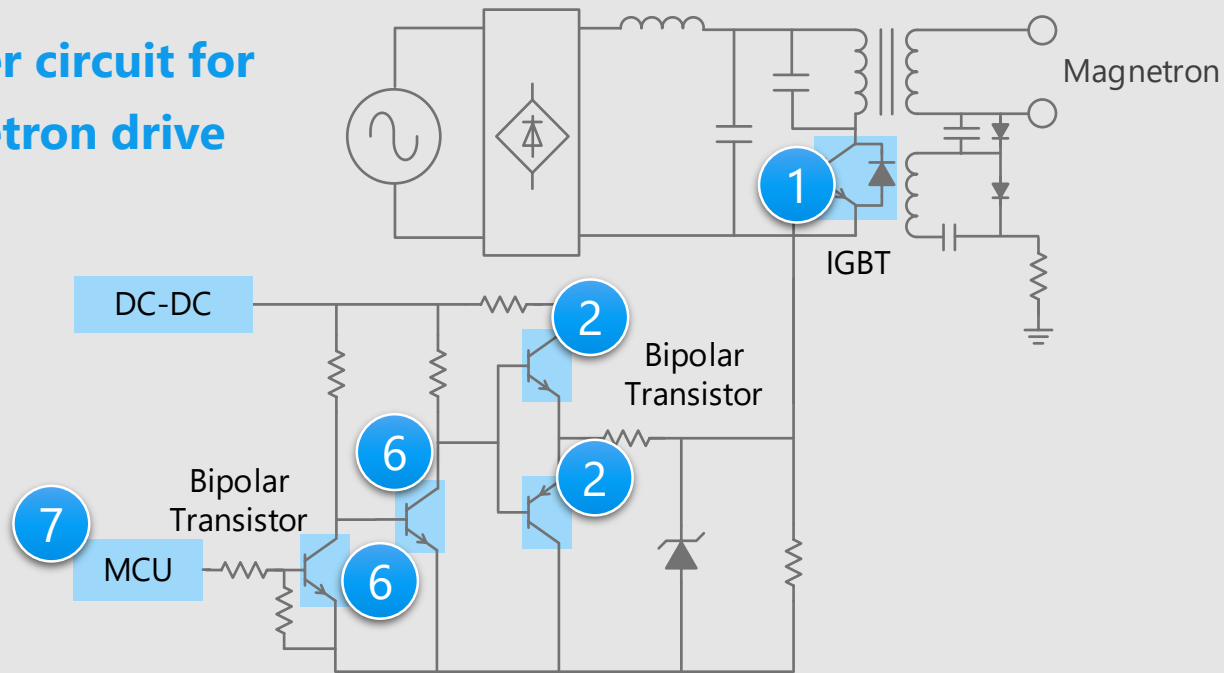 er circuit for
etron drive
Magnetron
1
IGBT
DC-DC
2
Bipolar
Transistor
6
2
Bipolar
Transistor
7
MCU
6